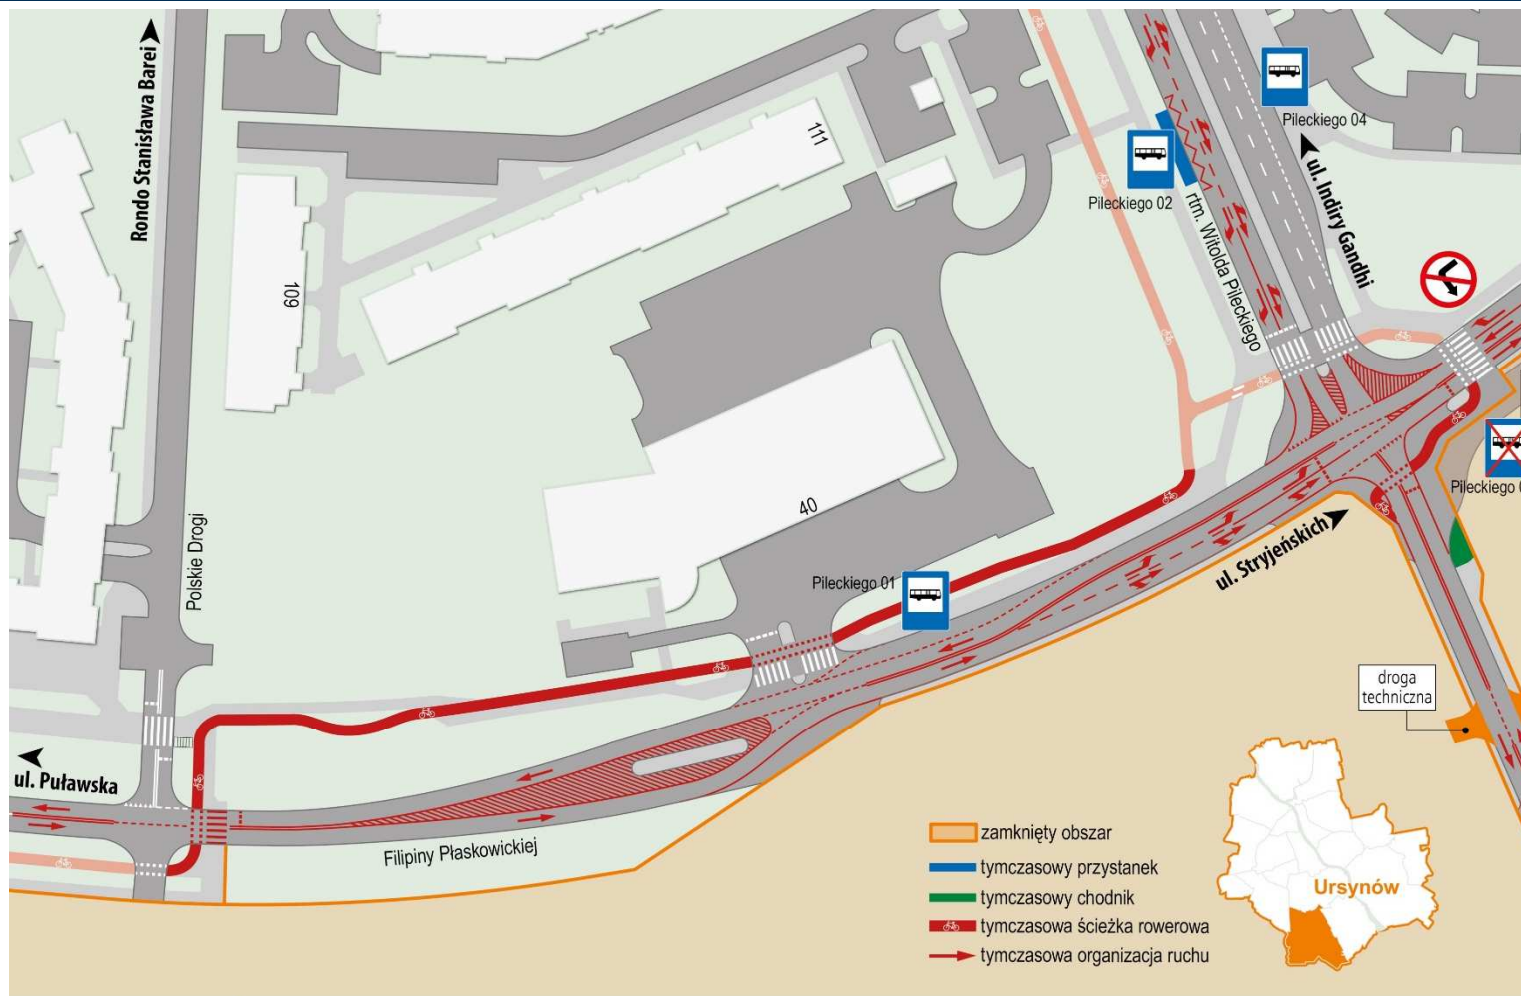 Rondo Stanisława Barei
111
Pileckiego 04
Pileckiego 02
ul. Indiry Gandhi
rtm. Witolda Pileckiego
109
40
Pileckiego
Polskie Drogi
ul. Stryjeńskich
Pileckiego 01
droga
techniczna
ul. Puławska
Filipiny Płaskowickiej
zamknięty obszar
tymczasowy przystanek
tymczasowy chodnik
tymczasowa ścieżka rowerowa
tymczasowa organizacja ruchu
Ursynów